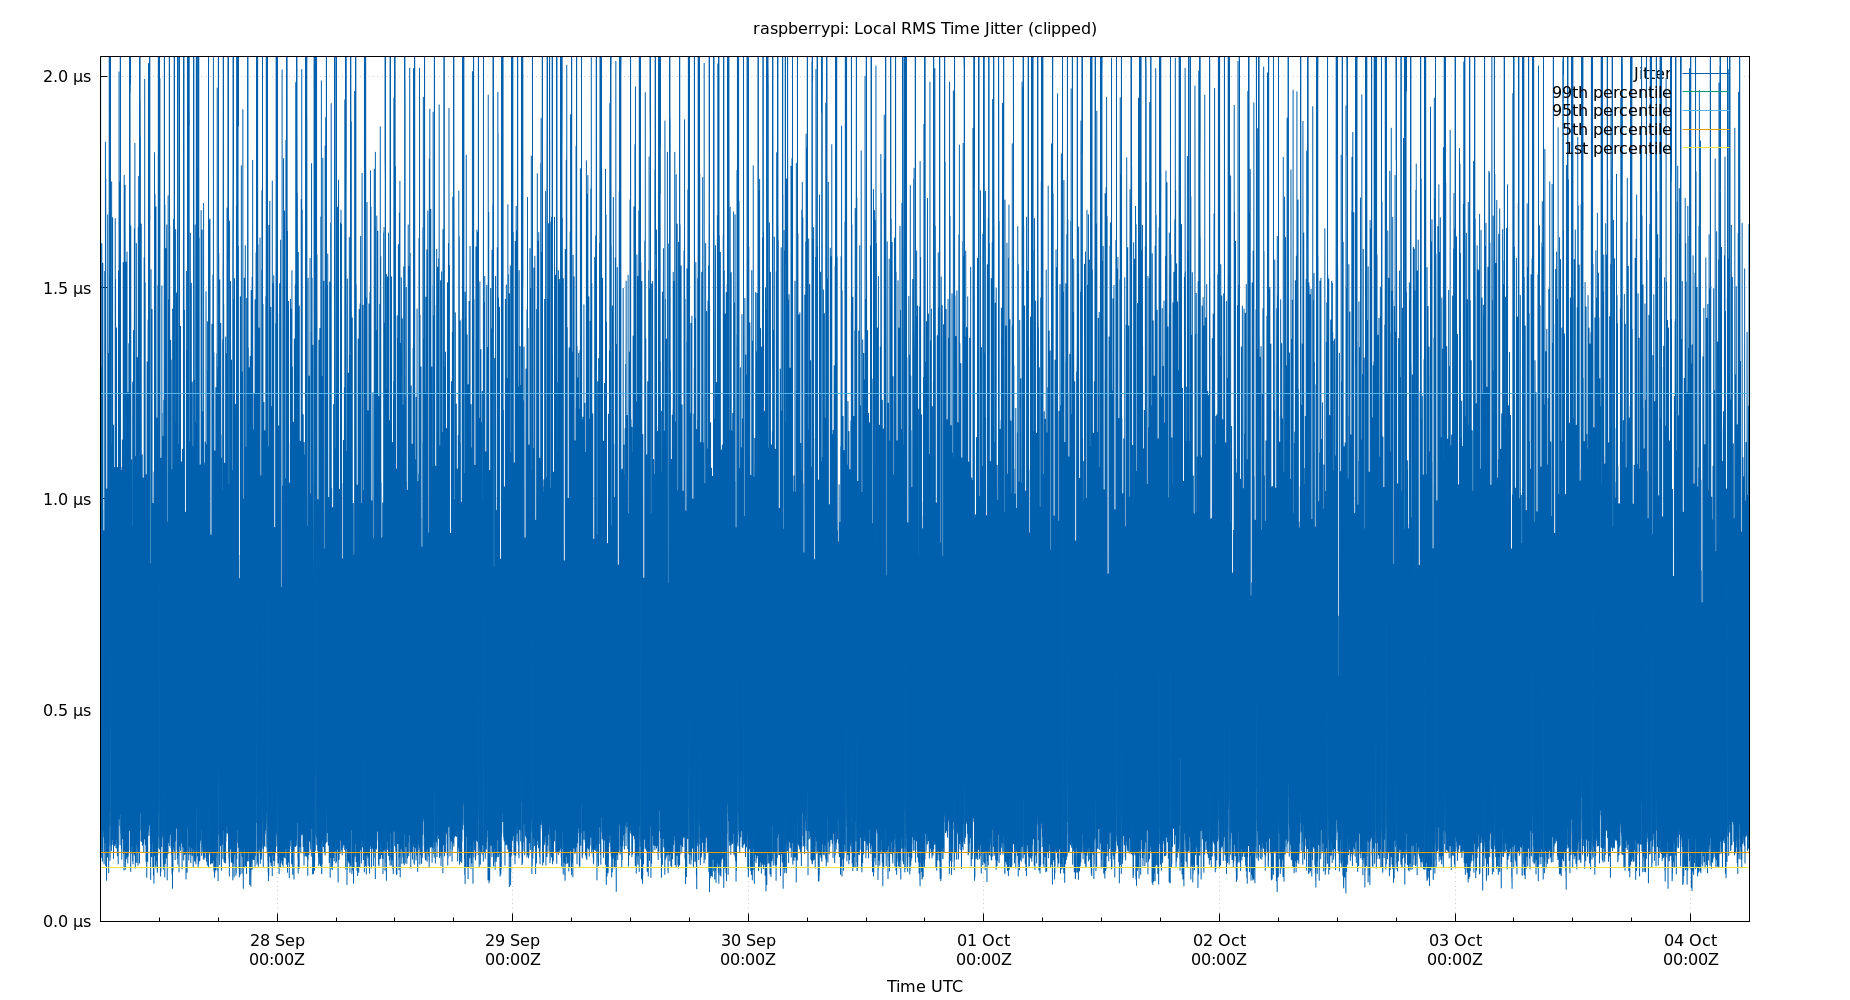 raspberrypi: Local RMS Time Jitter (clipped)
2.0 µs
1.5 µs
1.0 µs
0.5 µs
0.0 µs
Jitter
99th percentile
95th percentile
5th percentile
1st percentile
28 Sep
00:00Z
29 Sep
00:00Z
30 Sep
00:00Z
01 Oct
00:00Z
02 Oct
00:00Z
03 Oct
00:00Z
04 Oct
00:00Z
Time UTC